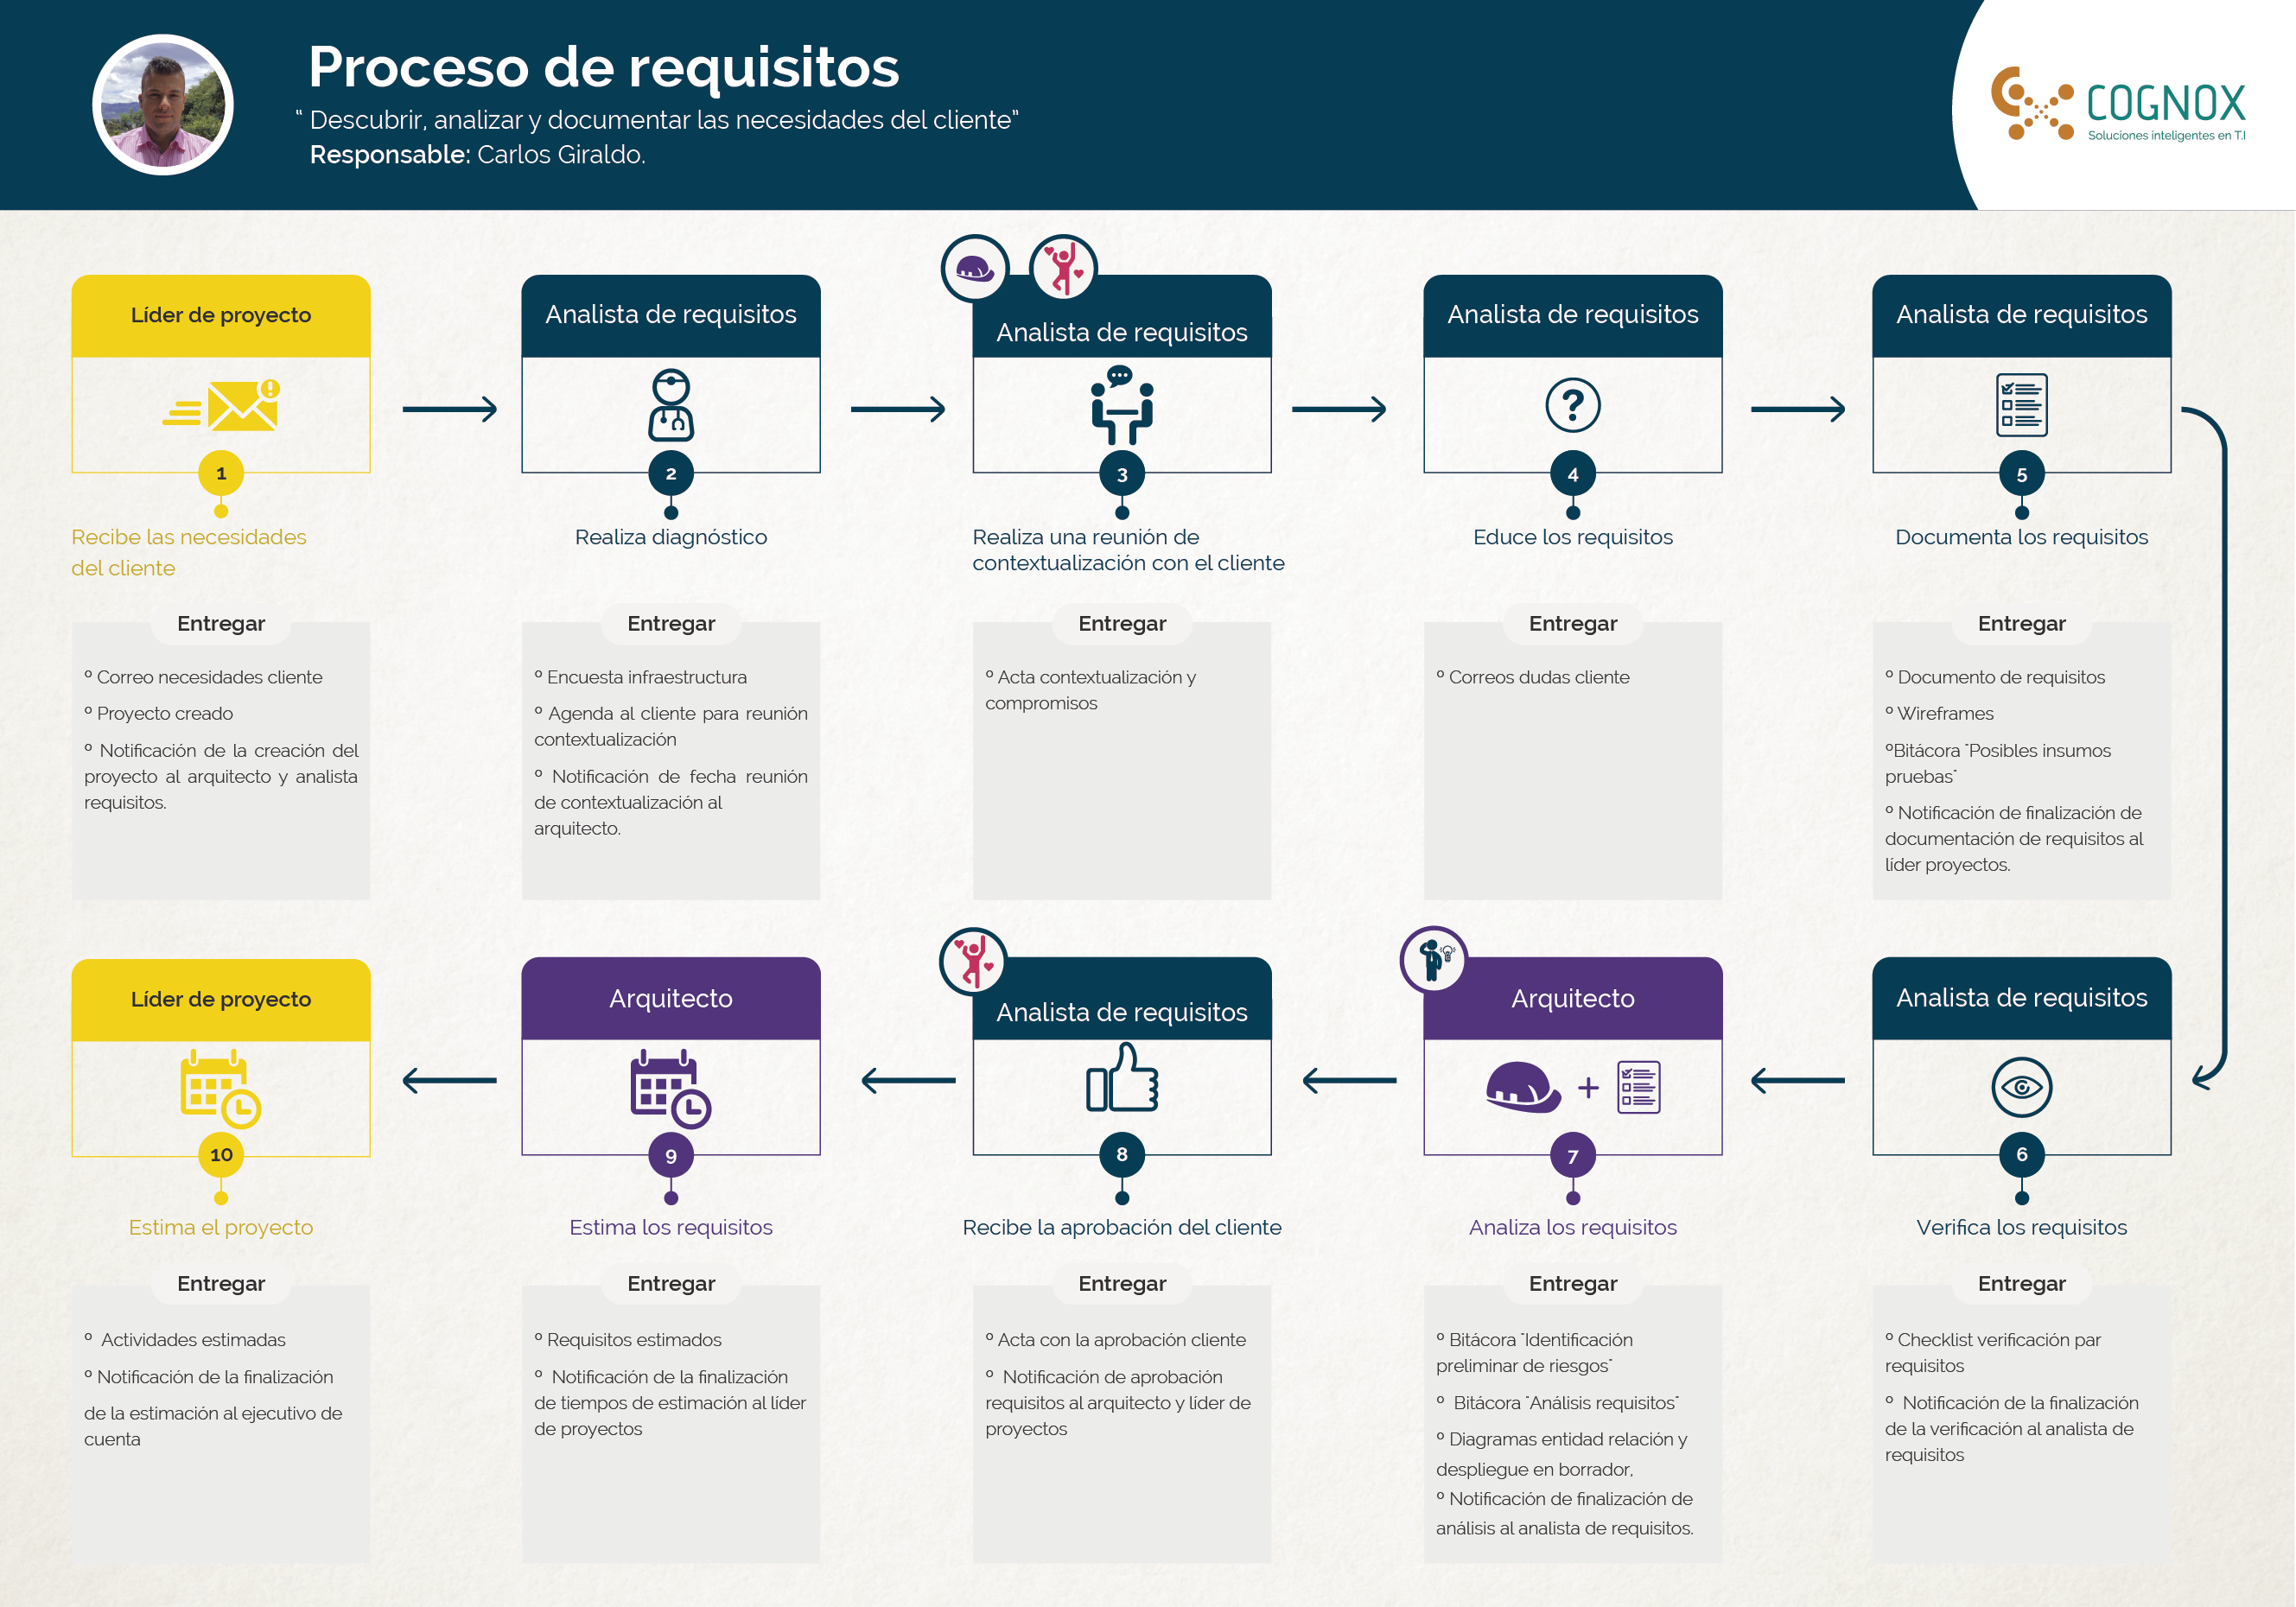 Proceso de requisitos
“ Descubrir, analizar y documentar las necesidades del cliente”
Responsable: Carlos Giraldo.
COGNOX
Soluciones inteligentes en T.I
Líder de proyecto
1
Recibe las necesidades
del cliente
Entregar
º Correo necesidades cliente
º Proyecto creado
º Notificación de la creación del
proyecto al arquitecto y analista
requisitos.
Analista de requisitos
2
Realiza diagnóstico
Entregar
º Encuesta infraestructura
º Agenda al cliente para reunión
contextualización
º Notificación de fecha reunión
de contextualización al
arquitecto.
Analista de requisitos
3
Realiza una reunión de
contextualización con el cliente
Entregar
º Acta contextualización y
compromisos
Analista de requisitos
?
4
Educe los requisitos
Entregar
º Correos dudas cliente
Analista de requisitos
5
Documenta los requisitos
Entregar
º Documento de requisitos
º Wireframes
ºBitácora "Posibles insumos
pruebas"
º Notificación de finalización de
documentación de requisitos al
líder proyectos.
Analista de requisitos
6
Verifica los requisitos
Entregar
º Checklist verificación par
requisitos
º Notificación de la finalización
de la verificación al analista de
requisitos
Arquitecto
+
7
Analiza los requisitos
Entregar
º Bitácora "Identificación
preliminar de riesgos"
º Bitácora "Análisis requisitos"
º Diagramas entidad relación y
despliegue en borrador,
º Notificación de finalización de
análisis al analista de requisitos.
Analista de requisitos
8
Recibe la aprobación del cliente
Entregar
º Acta con la aprobación cliente
º Notificación de aprobación
requisitos al arquitecto y líder de
proyectos
Arquitecto
9
Estima los requisitos
Entregar
º Requisitos estimados
º Notificación de la finalización
de tiempos de estimación al líder
de proyectos
Líder de proyecto
10
Estima el proyecto
Entregar
º Actividades estimadas
º Notificación de la finalización
de la estimación al ejecutivo de
cuenta